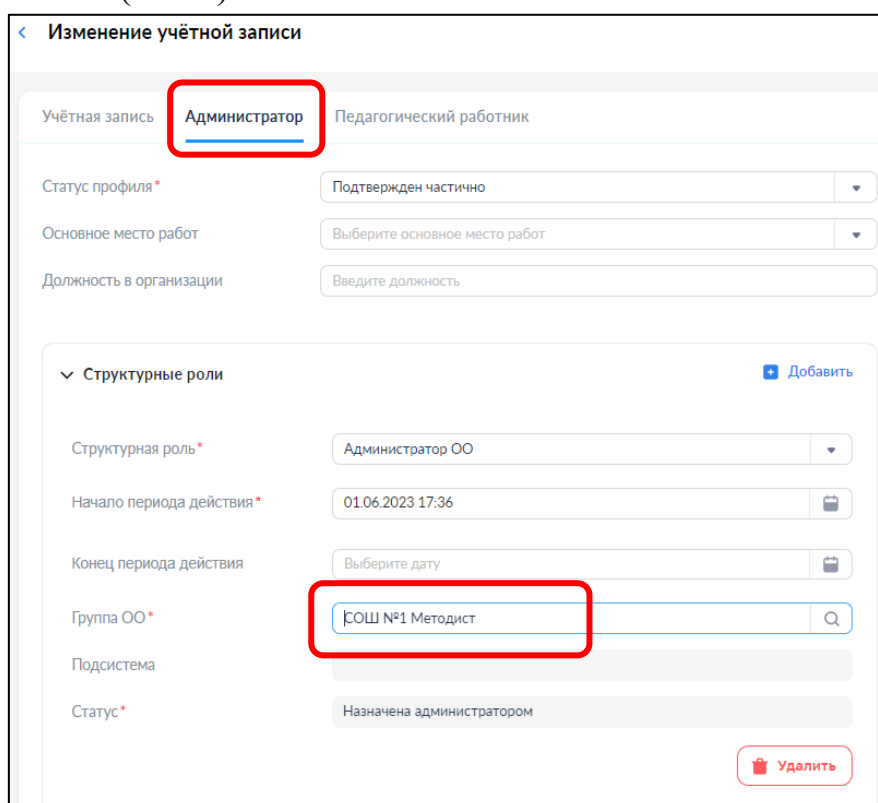 Изменение учётной записи
Учётная запись Администратор Педагогический работник
Статус профиля* Подтвержден частично
Основное место работ Выберите основное место работ
Должность в организации Введите должность
Структурные роли Добавить
Структурная роль* Администратор ОО
Начало периода действия* 01.06.2023 17:36
Конец периода действия Выберите дату
Группа ОО* СОШ №1 Методист
Подсистема
Статус* Назначена администратором
Удалить